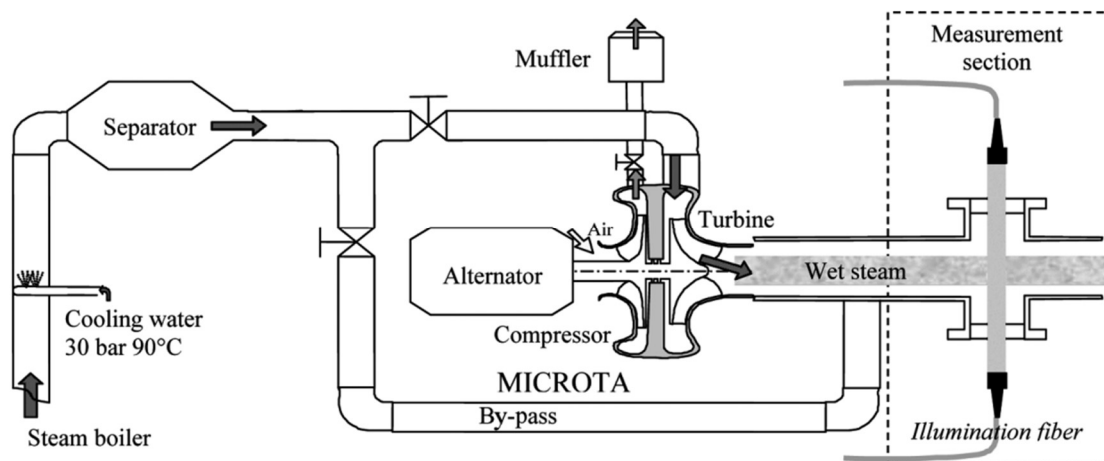 Measurement
section
Muffler
Separator
Turbine
Air
Alternator
Wet steam
Cooling water
30 bar 90°C
Compressor
MICROTA
By-pass
Steam boiler
Illumination fiber